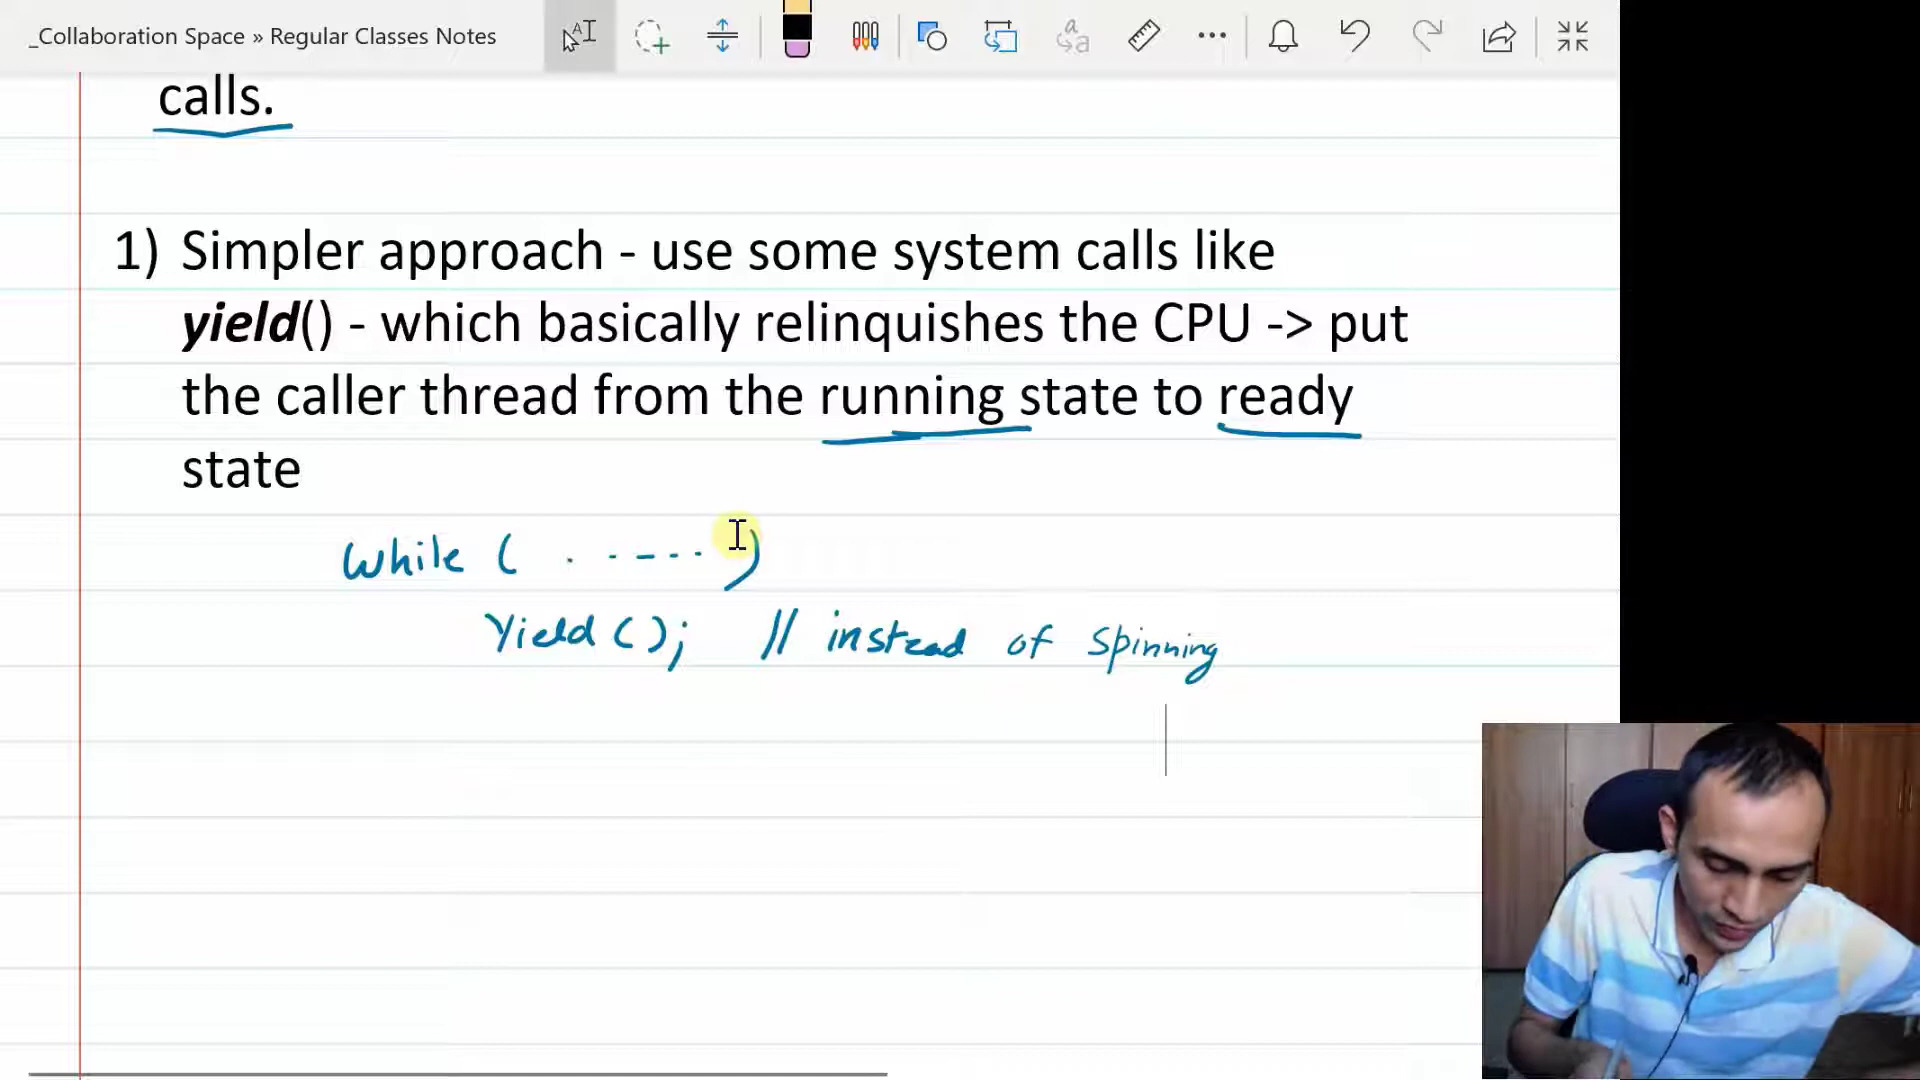 _Collaboration Space » Regular Classes Notes
calls.
1) Simpler approach - use some system calls like
yield() - which basically relinquishes the CPU -> put
the caller thread from the running state to ready
state
while ( . - - - - - )
Yield(); // instead of spinning